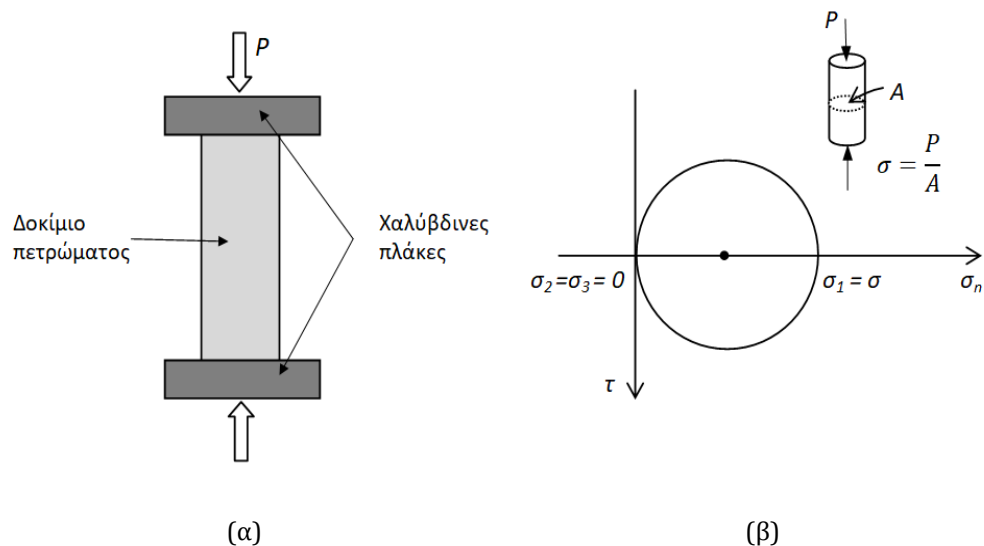 P
Δοκίμιο
πετρώματος
Χαλύβδινες
πλάκες
(α)
P
A
σ = P/A
σ₂=σ₃= 0
σ₁ = σ
σₙ
τ
(β)